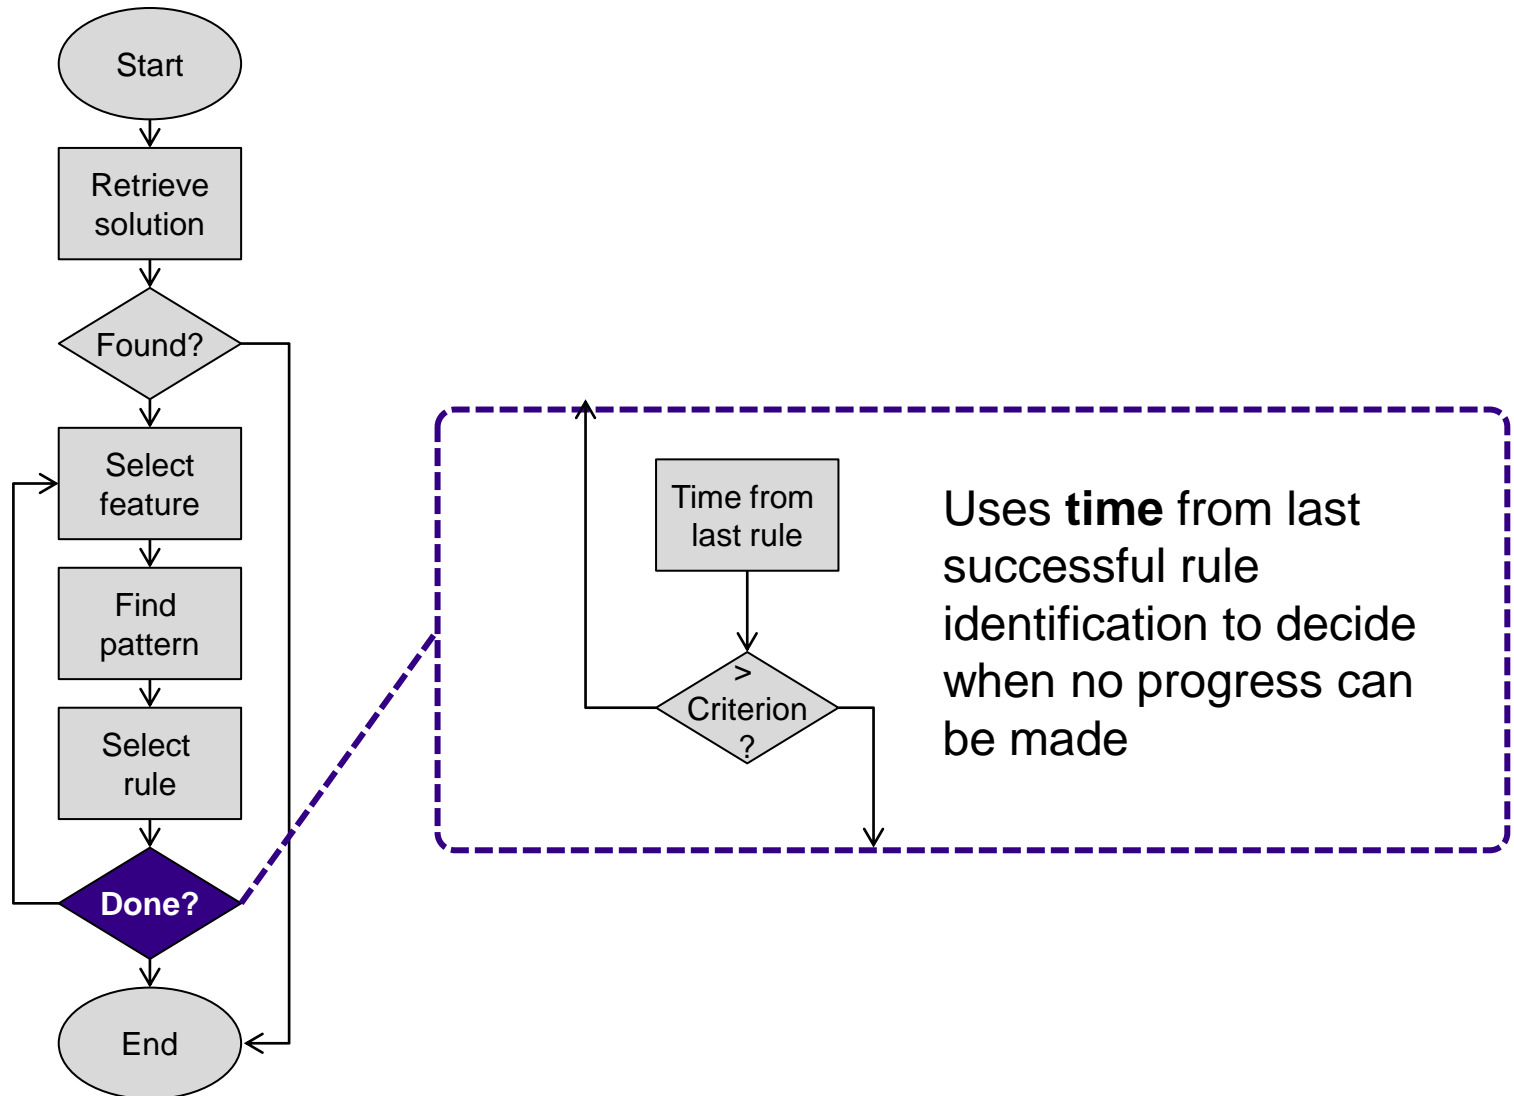 Start
Retrieve
solution
Found?
Select
feature
Find
pattern
Select
rule
Done?
End
Time from
last rule
>
Criterion
?
Uses time from last
successful rule
identification to decide
when no progress can
be made